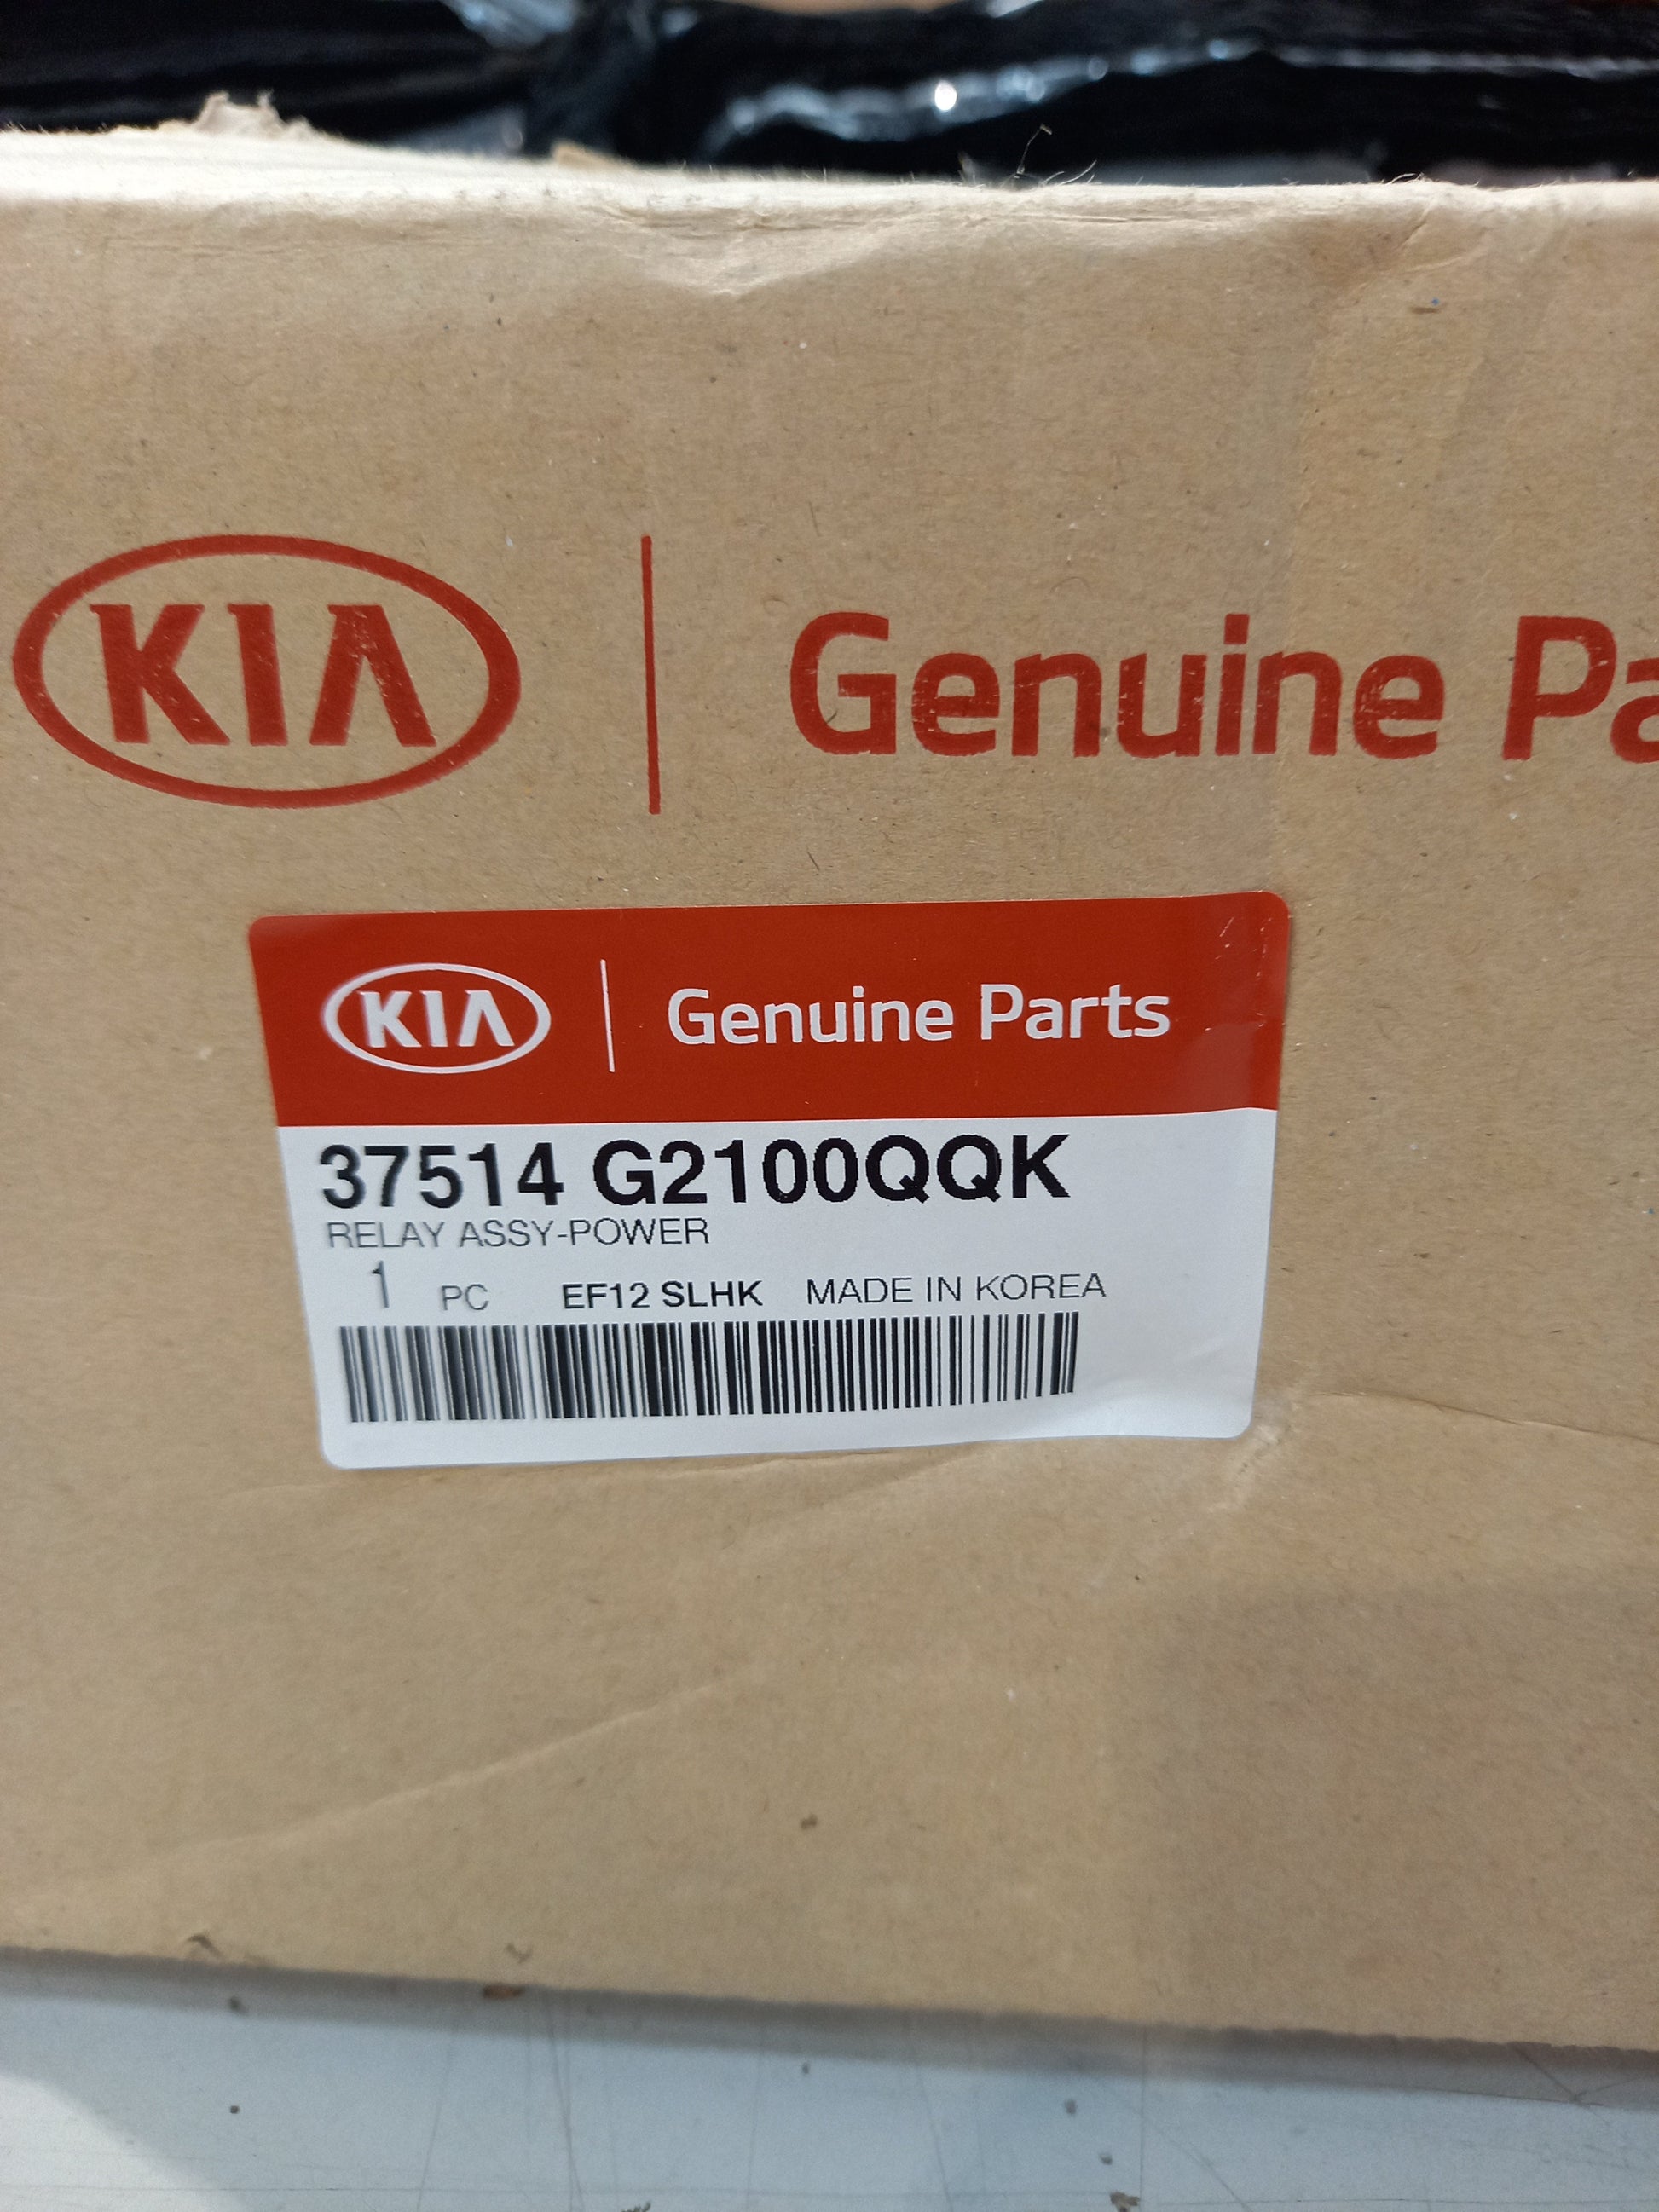 KIA Genuine Pa
KIA Genuine Parts
37514 G2100QQK
RELAY ASSY-POWER
1 PC EF12 SLHK MADE IN KOREA